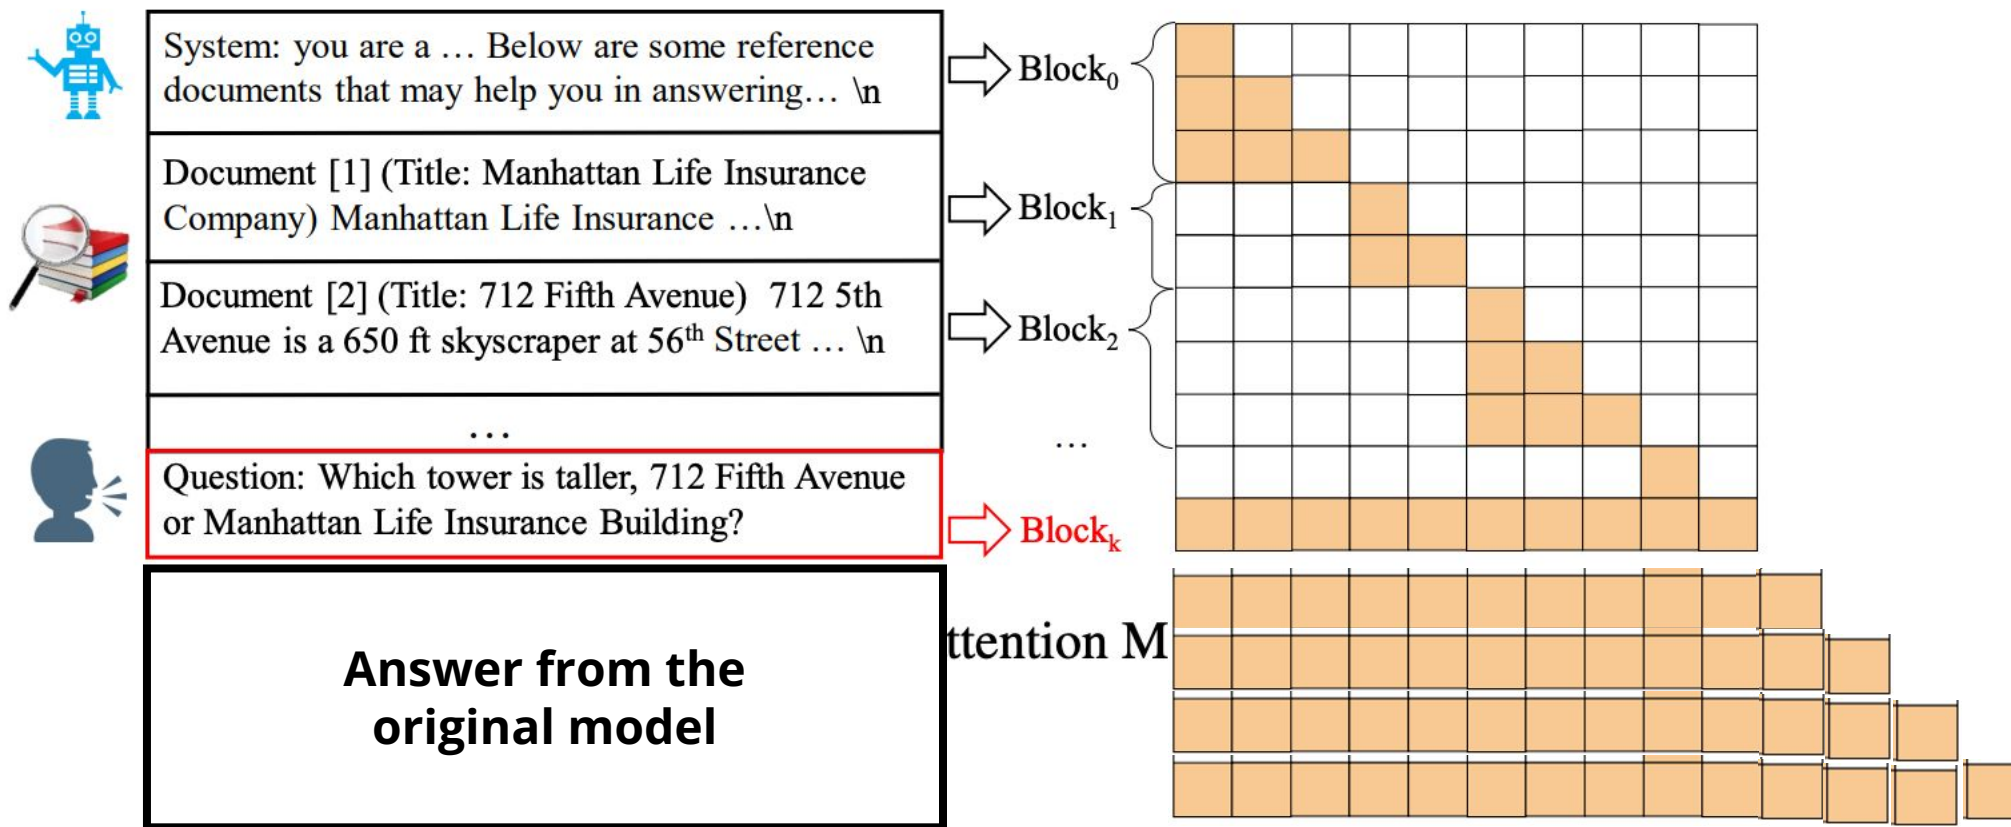 System: you are a … Below are some reference
documents that may help you in answering… \n
Block0
Document [1] (Title: Manhattan Life Insurance
Company) Manhattan Life Insurance …\n
Block1
Document [2] (Title: 712 Fifth Avenue)  712 5th
Avenue is a 650 ft skyscraper at 56th Street … \n
Block2
…
…
Question: Which tower is taller, 712 Fifth Avenue
or Manhattan Life Insurance Building?
Blockk
Answer from the
original model
ttention M